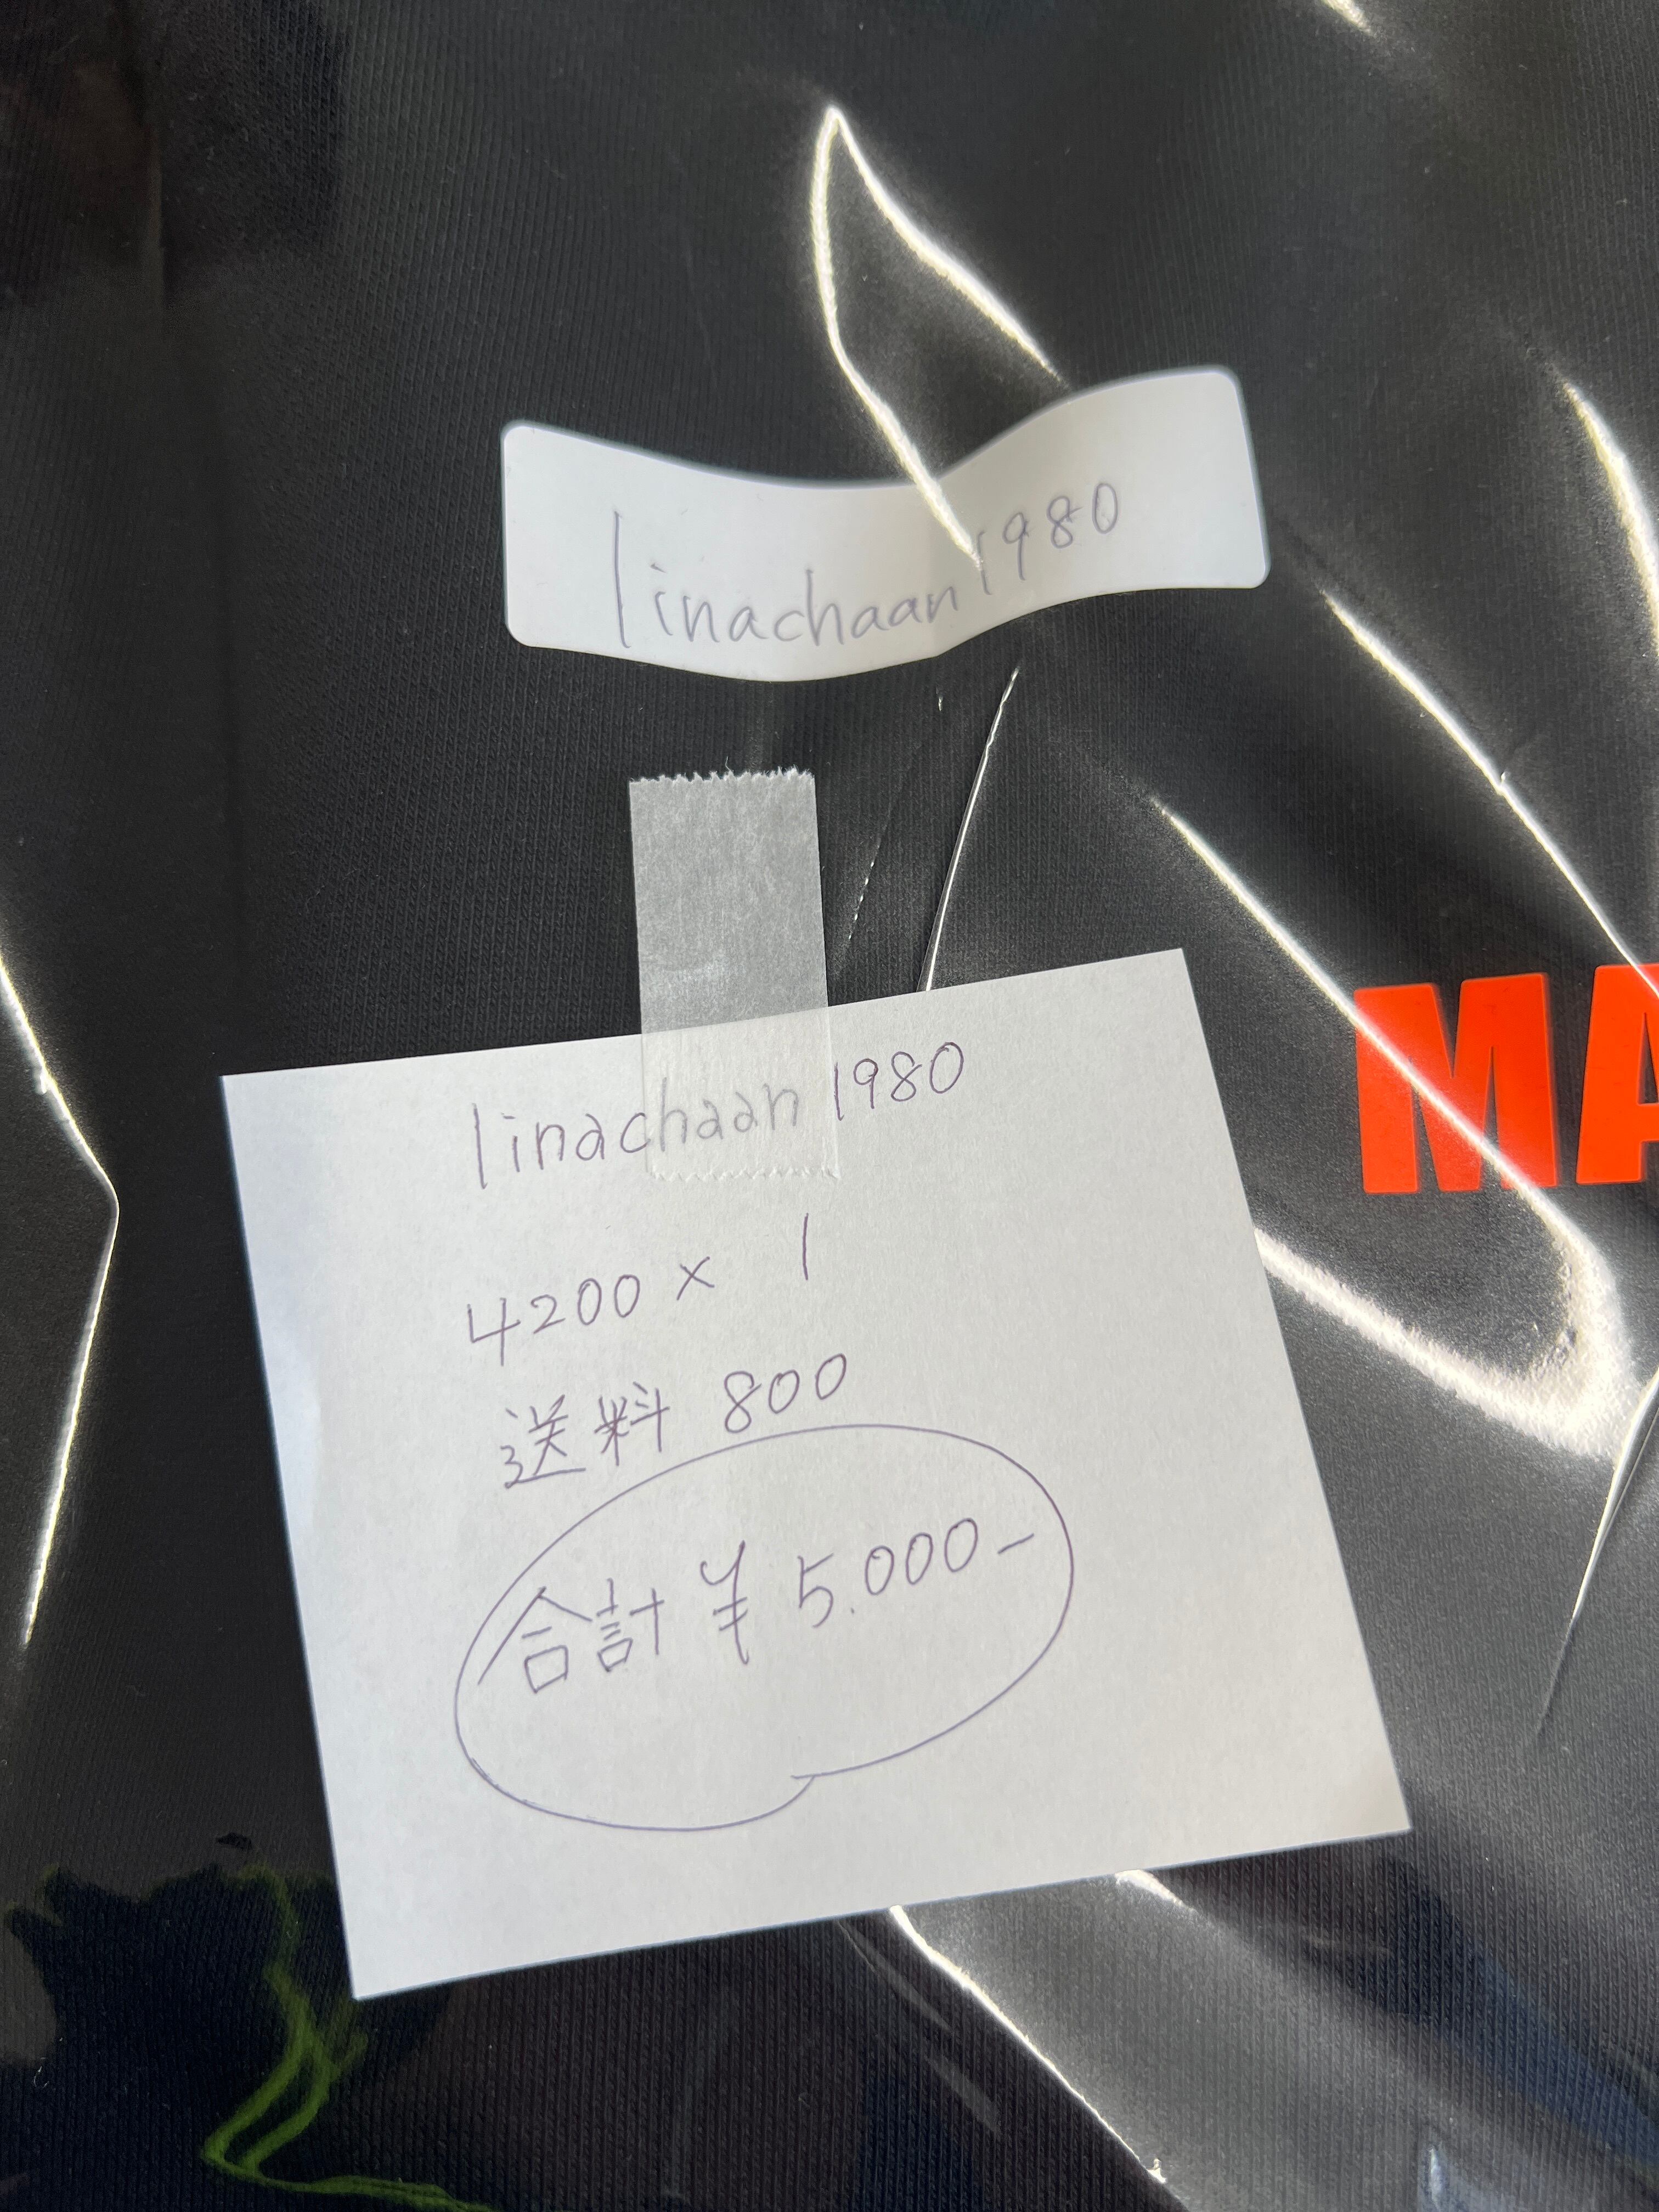 linachaan1980
linachaan1980
4200 × 1
送料 800
合計 ¥ 5.000-
MA